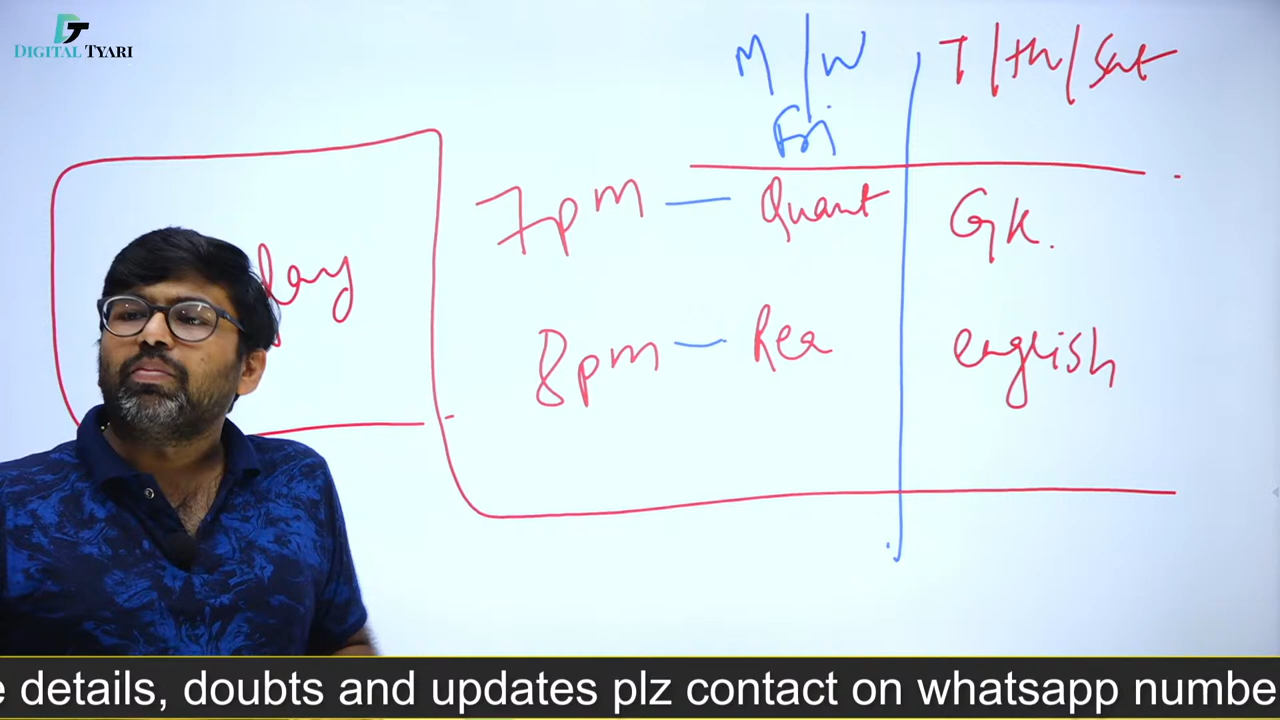 DT
DIGITAL TYARI
M / W T / th / Sat
Fri
7pm — Quant GK.
8pm — Rea english
e details, doubts and updates plz contact on whatsapp numbe